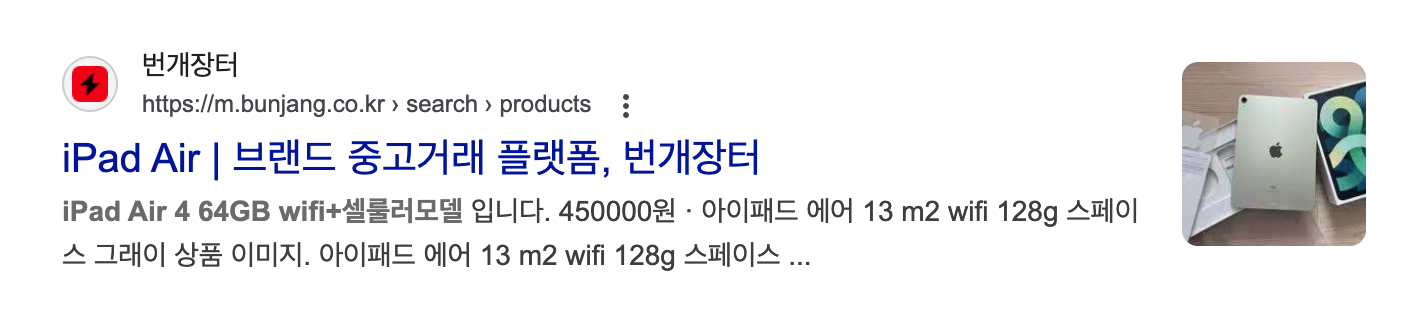 번개장터
https://m.bunjang.co.kr › search › products
iPad Air | 브랜드 중고거래 플랫폼, 번개장터
iPad Air 4 64GB wifi+셀룰러모델 입니다. 450000원 · 아이패드 에어 13 m2 wifi 128g 스페이
스 그래이 상품 이미지. 아이패드 에어 13 m2 wifi 128g 스페이스 ...